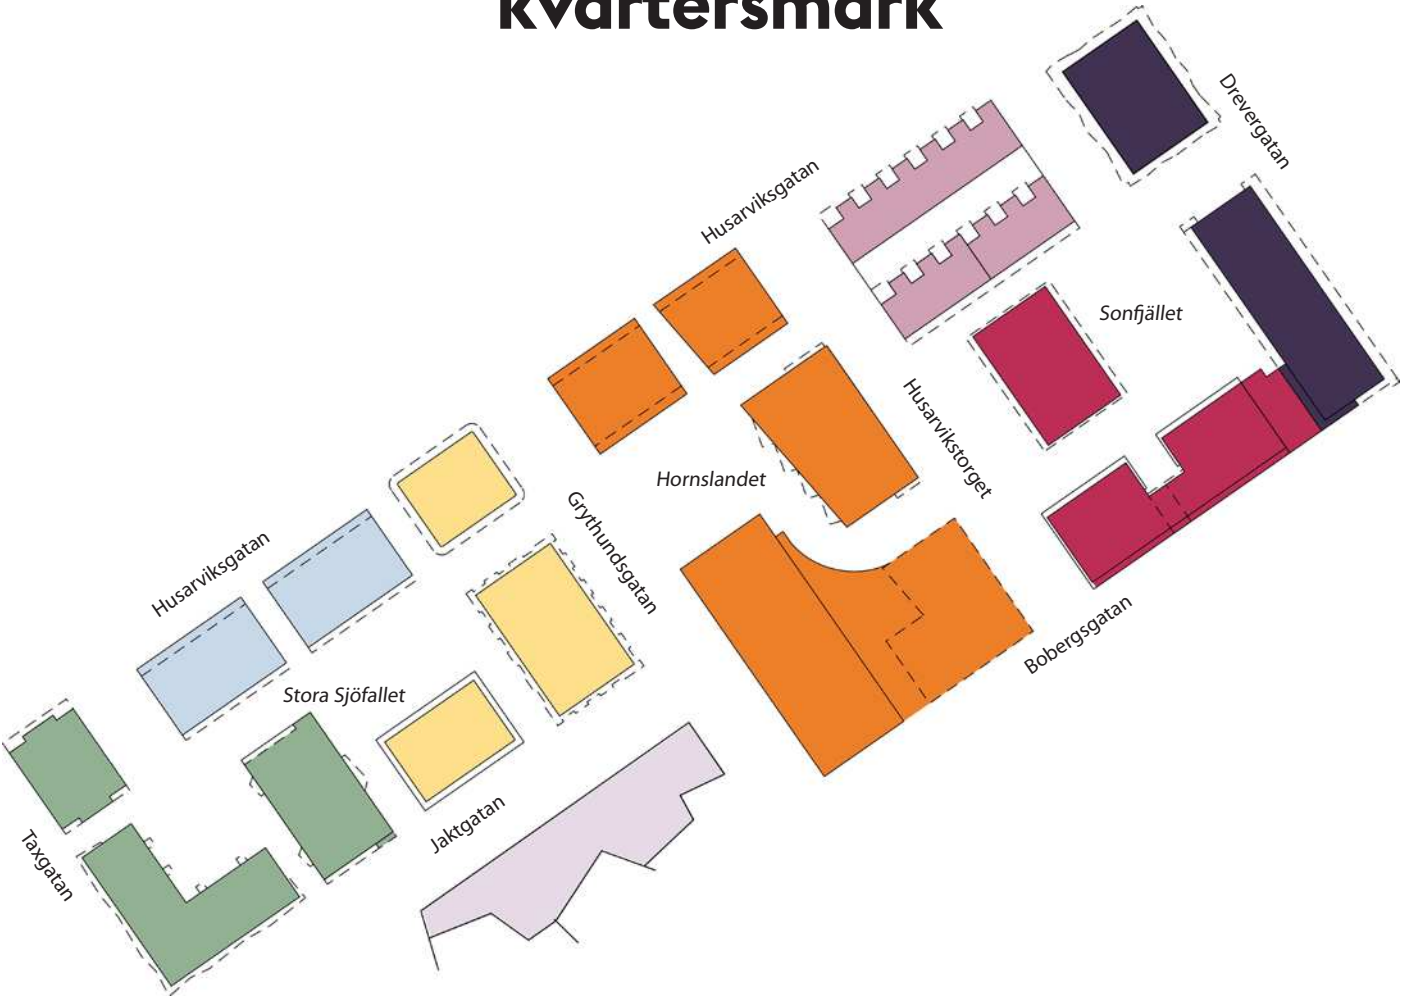 kvartersmark
Drevergatan
Husarviksgatan
Sonfjället
Husarvikstorget
Hornslandet
Grythundsgatan
Husarviksgatan
Bobergsgatan
Stora Sjöfallet
Jaktgatan
Taxgatan